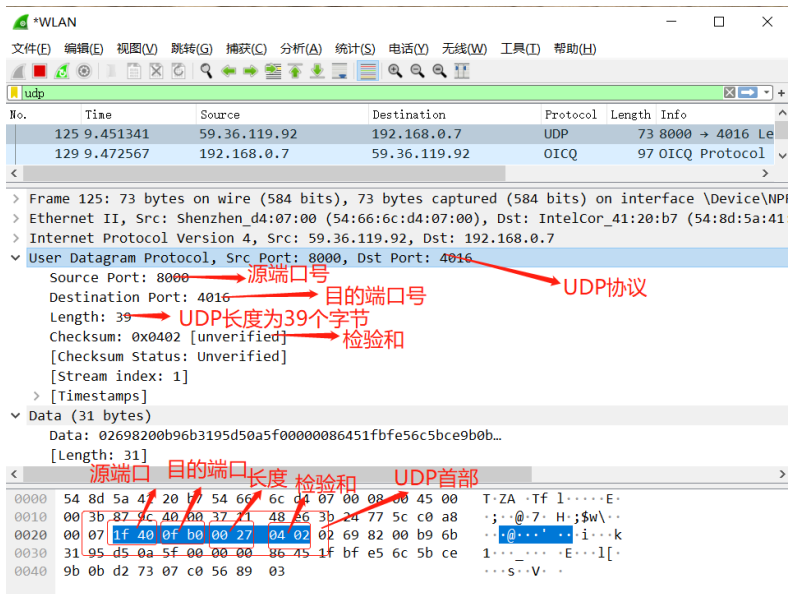 *WLAN
文件(F) 编辑(E) 视图(V) 跳转(G) 捕获(C) 分析(A) 统计(S) 电话(Y) 无线(W) 工具(T) 帮助(H)
udp
No. Time Source Destination Protocol Length Info
125 9.451341 59.36.119.92 192.168.0.7 UDP 73 8000 → 4016 Le
129 9.472567 192.168.0.7 59.36.119.92 OICQ 97 OICQ Protocol
Frame 125: 73 bytes on wire (584 bits), 73 bytes captured (584 bits) on interface \Device\NPF
Ethernet II, Src: Shenzhen_d4:07:00 (54:66:6c:d4:07:00), Dst: IntelCor_41:20:b7 (54:8d:5a:41:
Internet Protocol Version 4, Src: 59.36.119.92, Dst: 192.168.0.7
User Datagram Protocol, Src Port: 8000, Dst Port: 4016
Source Port: 8000 源端口号
UDP协议
Destination Port: 4016 目的端口号
Length: 39 UDP长度为39个字节
Checksum: 0x0402 [unverified] 检验和
[Checksum Status: Unverified]
[Stream index: 1]
[Timestamps]
Data (31 bytes)
Data: 02698200b96b3195d50a5f00000086451fbfe56c5bce9b0b…
[Length: 31]
源端口 目的端口 长度 检验和 UDP首部
0000 54 8d 5a 41 20 b7 54 66 6c d4 07 00 08 00 45 00 T·ZA ·Tf l·····E·
0010 00 3b 87 9c 40 00 37 11 48 e6 3b 24 77 5c c0 a8 ·;··@·7· H·;$w\··
0020 00 07 1f 40 0f b0 00 27 04 02 02 69 82 00 b9 6b ···@···' ···i···k
0030 31 95 d5 0a 5f 00 00 00 86 45 1f bf e5 6c 5b ce 1···_··· ·E···l[·
0040 9b 0b d2 73 07 c0 56 89 03 ···s··V· ·